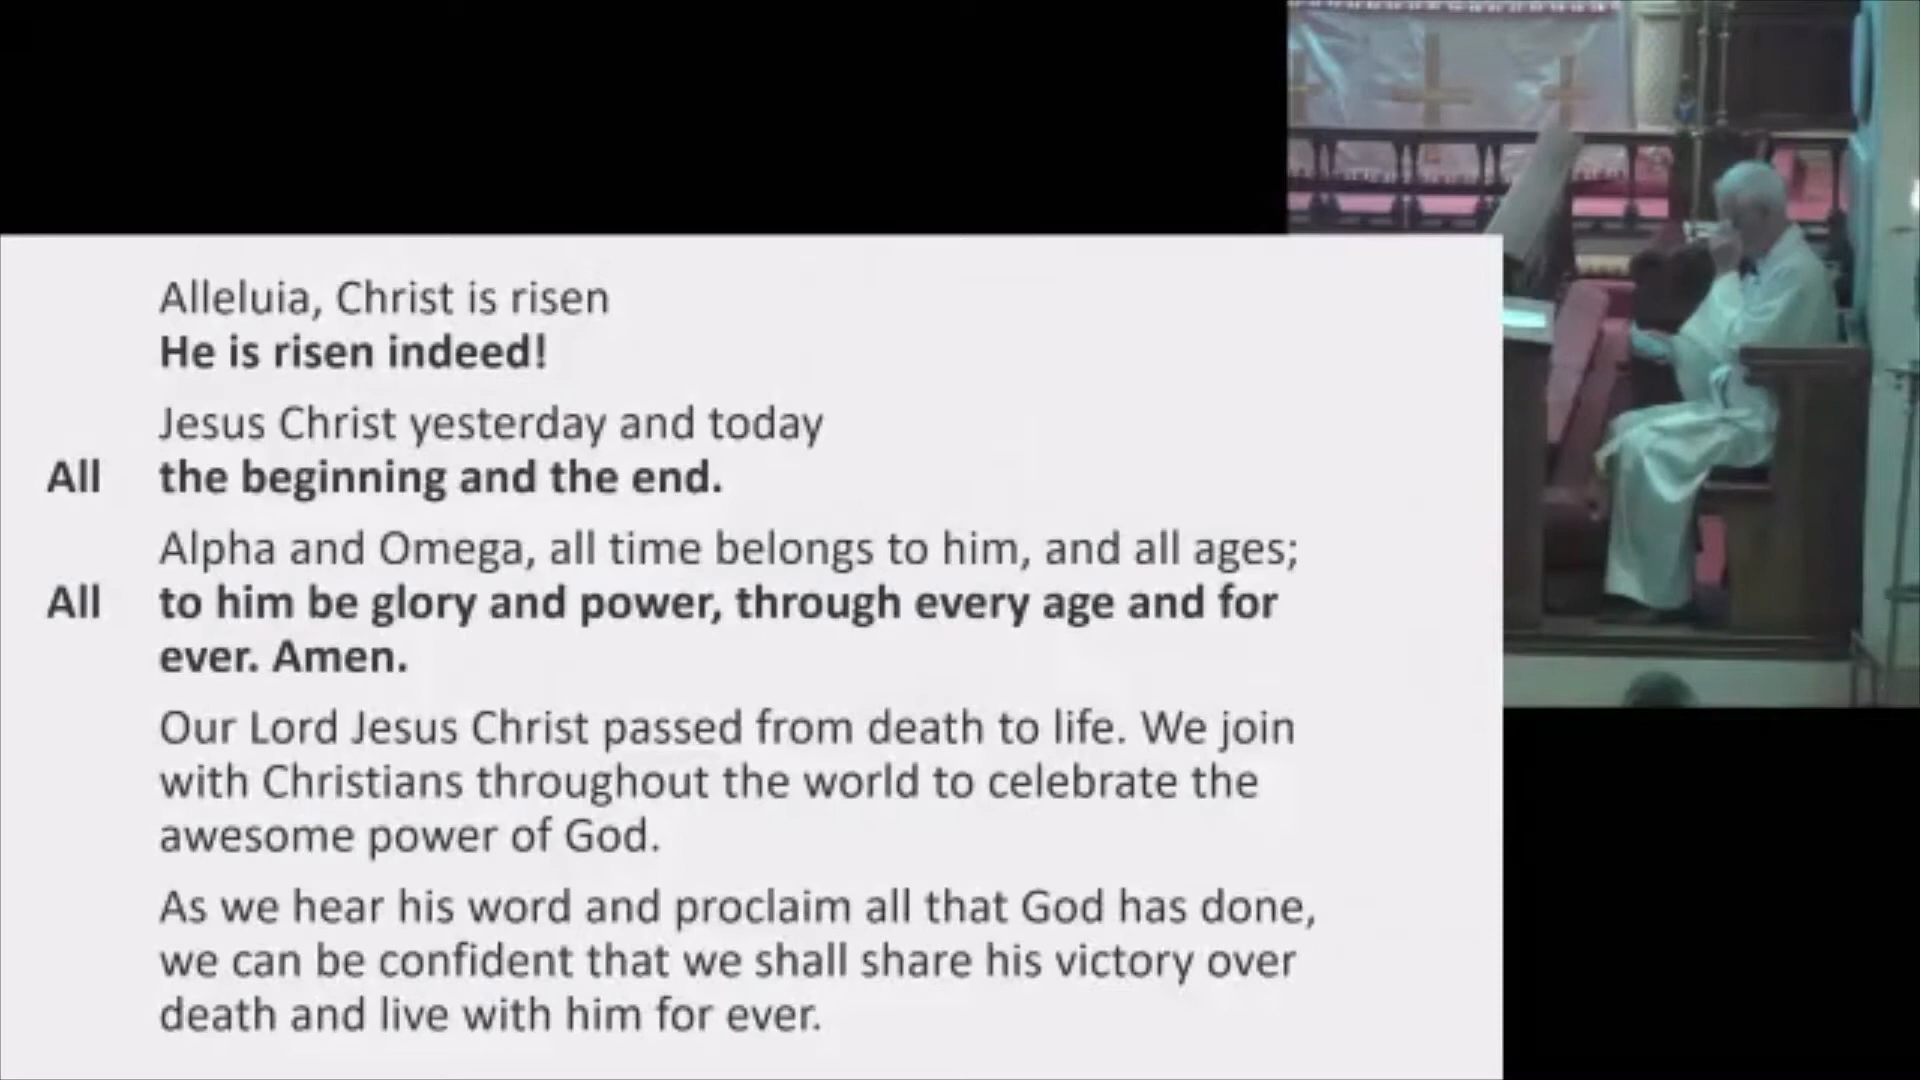 Alleluia, Christ is risen
He is risen indeed!
Jesus Christ yesterday and today
All the beginning and the end.
Alpha and Omega, all time belongs to him, and all ages;
All to him be glory and power, through every age and for
ever. Amen.
Our Lord Jesus Christ passed from death to life. We join
with Christians throughout the world to celebrate the
awesome power of God.
As we hear his word and proclaim all that God has done,
we can be confident that we shall share his victory over
death and live with him for ever.